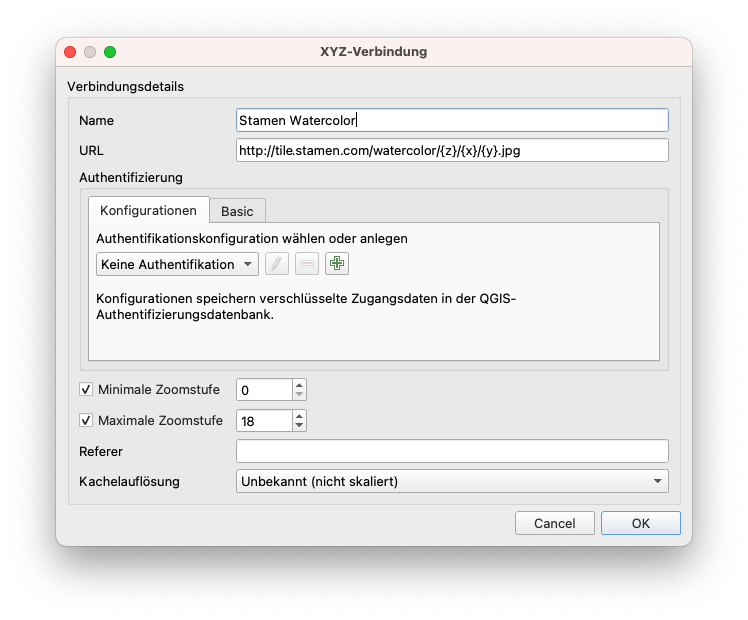 XYZ-Verbindung
Verbindungsdetails
Name
Stamen Watercolor
URL
http://tile.stamen.com/watercolor/{z}/{x}/{y}.jpg
Authentifizierung
Konfigurationen
Basic
Authentifikationskonfiguration wählen oder anlegen
Keine Authentifikation
Konfigurationen speichern verschlüsselte Zugangsdaten in der QGIS-
Authentifizierungsdatenbank.
Minimale Zoomstufe
0
Maximale Zoomstufe
18
Referer
Kachelauflösung
Unbekannt (nicht skaliert)
Cancel
OK